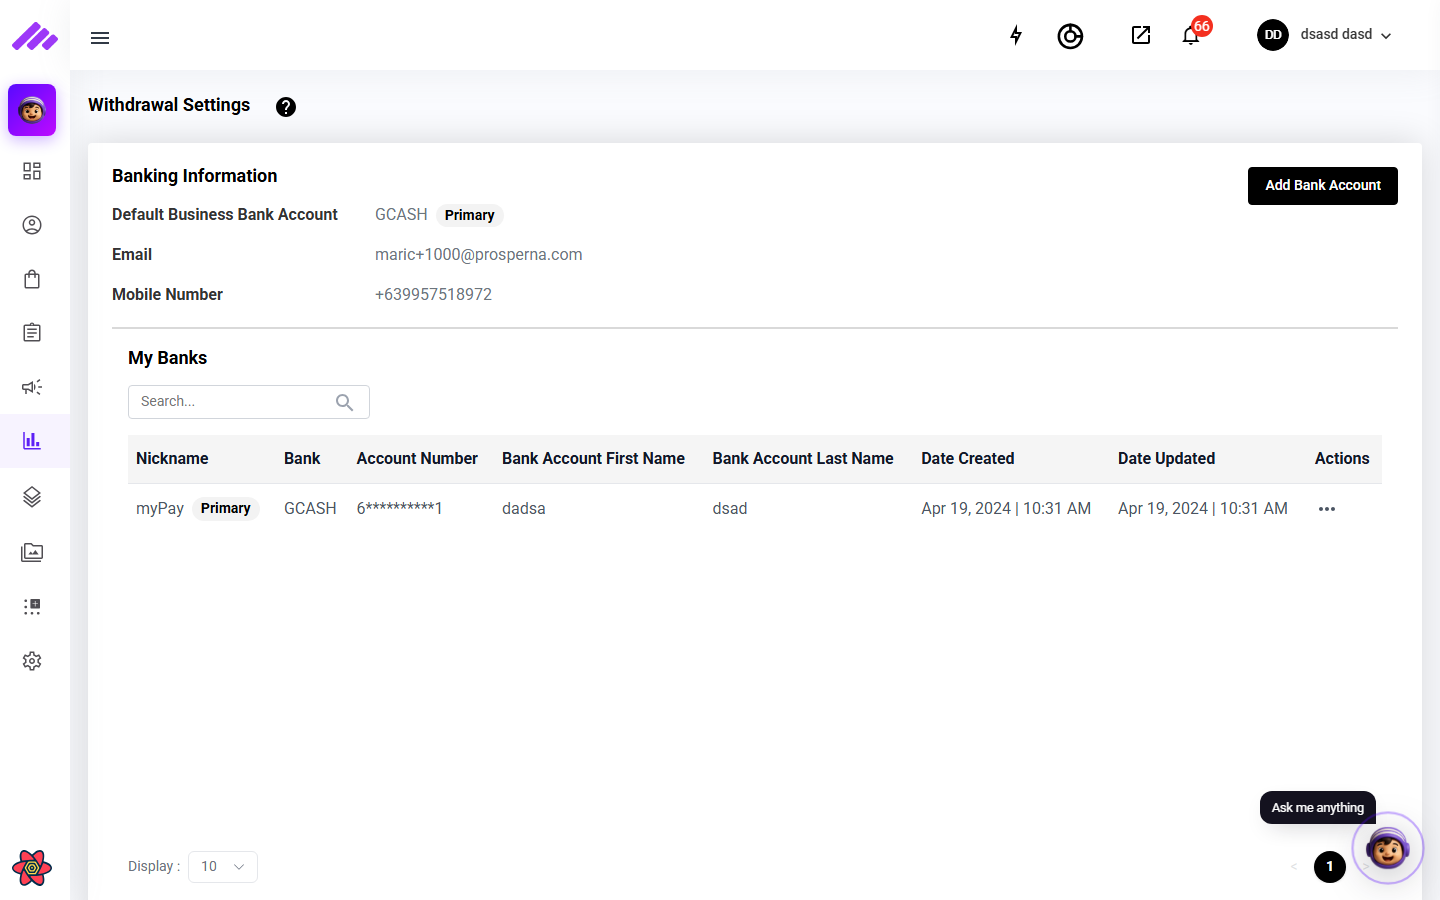 66
DD dsasd dasd
Withdrawal Settings ?
Banking Information
Add Bank Account
Default Business Bank Account GCASH Primary
Email maric+1000@prosperna.com
Mobile Number +639957518972
My Banks
Search...
Nickname Bank Account Number Bank Account First Name Bank Account Last Name Date Created Date Updated Actions
myPay Primary GCASH 6**********1 dadsa dsad Apr 19, 2024 | 10:31 AM Apr 19, 2024 | 10:31 AM •••
Ask me anything
Display : 10 < 1 >